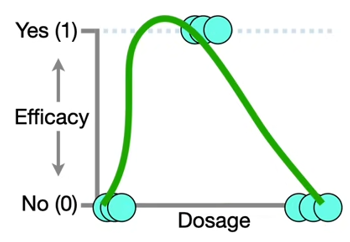 Yes (1)
Efficacy
No (0)
Dosage